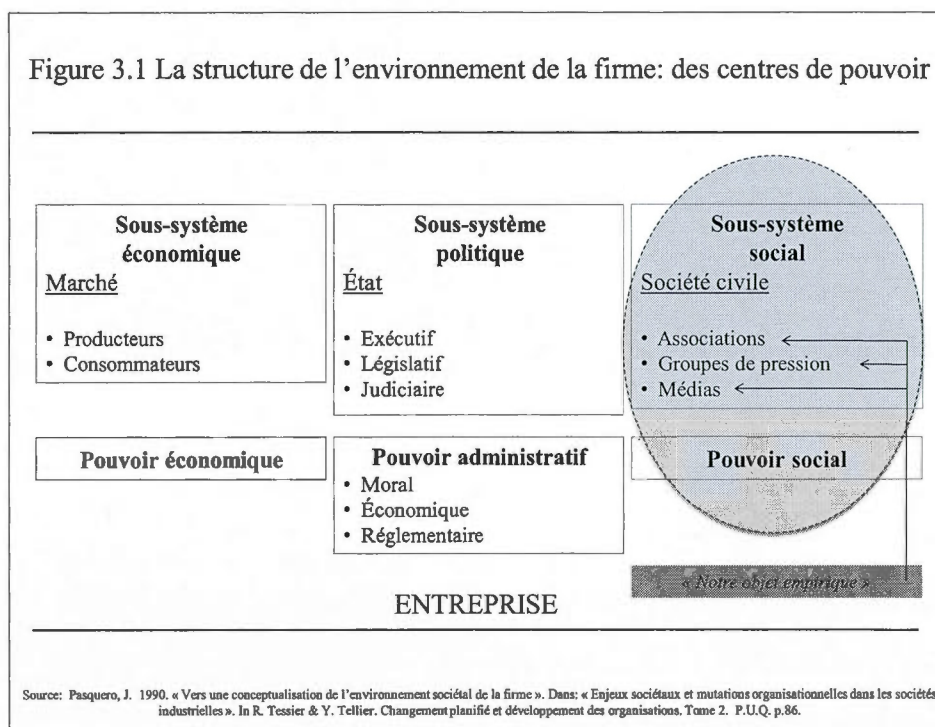 Figure 3.1 La structure de l'environnement de la firme: des centres de pouvoir
Sous-système
économique
Marché
• Producteurs
• Consommateurs
Sous-système
politique
État
• Exécutif
• Législatif
• Judiciaire
Sous-système
social
Société civile
• Associations
• Groupes de pression
• Médias
Pouvoir économique
Pouvoir administratif
• Moral
• Économique
• Réglementaire
Pouvoir social
« Notre objet empirique »
ENTREPRISE
Source: Pasquero, J. 1990. « Vers une conceptualisation de l'environnement sociétal de la firme ». Dans: « Enjeux sociétaux et mutations organisationnelles dans les sociétés
industrielles ». In R. Tessier & Y. Tellier. Changement planifié et développement des organisations. Tome 2. P.U.Q. p.86.